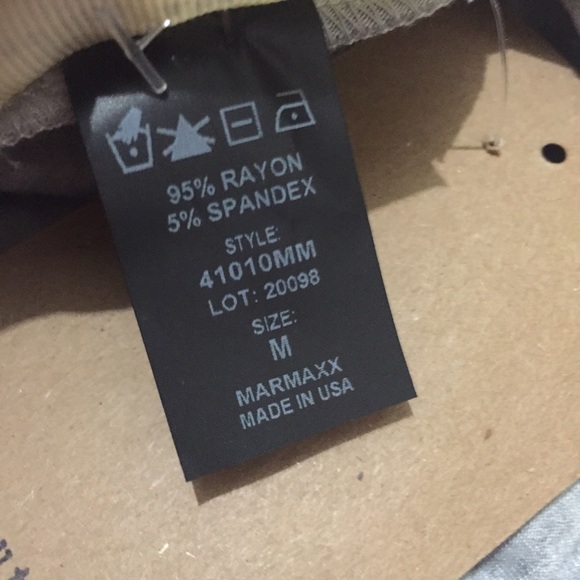 95% RAYON
5% SPANDEX
STYLE:
41010MM
LOT: 20098
SIZE:
M
MARMAXX
MADE IN USA